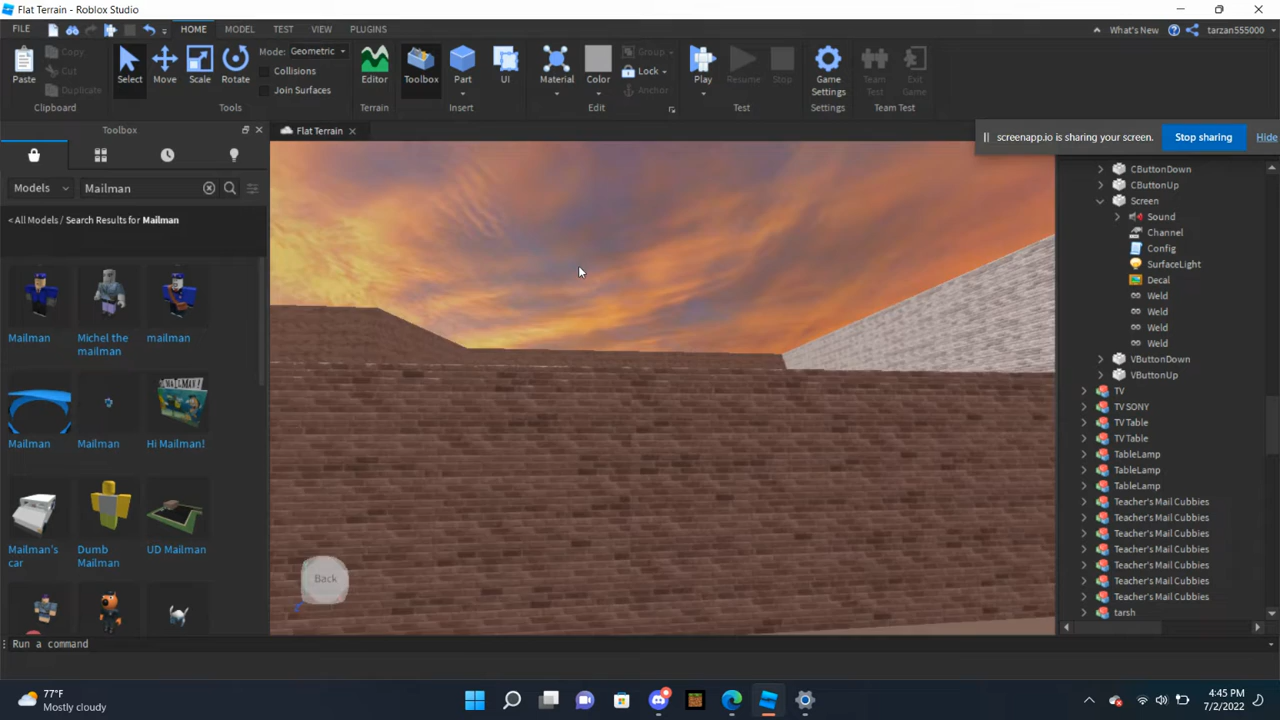 Flat Terrain - Roblox Studio
FILE HOME MODEL TEST VIEW PLUGINS What's New tarzan555000
Paste Copy Cut Duplicate Clipboard
Select Move Scale Rotate Mode: Geometric Collisions Join Surfaces Tools
Editor Terrain
Toolbox Part UI Insert
Material Color Group Lock Anchor Edit
Play Resume Stop Test
Game Settings Settings
Team Test Exit Game Team Test
Toolbox
Flat Terrain
screenapp.io is sharing your screen. Stop sharing Hide
Models Mailman
< All Models / Search Results for Mailman
Mailman
Michel the mailman
mailman
Mailman
Mailman
Hi Mailman!
Mailman's car
Dumb Mailman
UD Mailman
Back
CButtonDown
CButtonUp
Screen
Sound
Channel
Config
SurfaceLight
Decal
Weld
Weld
Weld
Weld
VButtonDown
VButtonUp
TV
TV SONY
TV Table
TV Table
TableLamp
TableLamp
TableLamp
Teacher's Mail Cubbies
Teacher's Mail Cubbies
Teacher's Mail Cubbies
Teacher's Mail Cubbies
Teacher's Mail Cubbies
Teacher's Mail Cubbies
Teacher's Mail Cubbies
tarsh
Run a command
77°F
Mostly cloudy
4:45 PM
7/2/2022